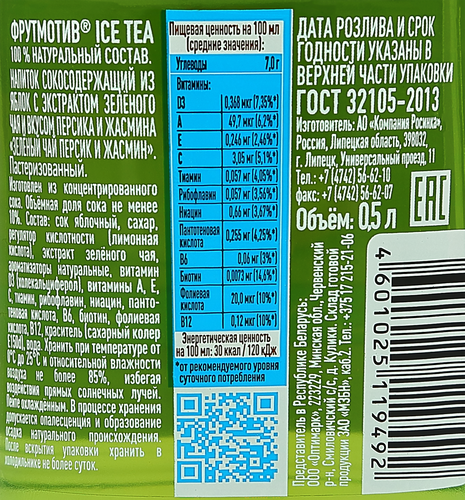 ФРУТМОТИВ® ICE TEA
100 % НАТУРАЛЬНЫЙ СОСТАВ.
НАПИТОК СОКОСОДЕРЖАЩИЙ ИЗ
ЯБЛОК С ЭКСТРАКТОМ ЗЕЛЁНОГО
ЧАЯ И ВКУСОМ ПЕРСИКА И ЖАСМИНА
«ЗЕЛЁНЫЙ ЧАЙ ПЕРСИК И ЖАСМИН».
Пастеризованный.
Изготовлен из концентрированного
сока. Объёмная доля сока не менее
10%. Состав: сок яблочный, сахар,
регулятор кислотности (лимонная
кислота), экстракт зелёного чая,
ароматизаторы натуральные, витамин
D3 (холекальциферол), витамины А, Е,
С, тиамин, рибофлавин, ниацин, панто-
теновая кислота, В6, биотин, фолиевая
кислота, В12, краситель (сахарный колер
E150d), вода. Хранить при температуре от
0°С до 25°С и относительной влажности
воздуха не более 85%, избегая
воздействия прямых солнечных лучей.
Пейте охлаждённым. В процессе хранения
допускается опалесценция и образование
осадка натурального происхождения.
После вскрытия упаковки хранить в
холодильнике не более суток.
Пищевая ценность на 100 мл
(средние значения):
Углеводы 7,0 г
Витамины:
D3 0,368 мкг (7,35%*)
А 49,7 мкг (6,2%*)
Е 0,246 мг (2,46%*)
С 3,05 мг (5,1%*)
Тиамин 0,057 мг (4,05%*)
Рибофлавин 0,057 мг (3,56%*)
Ниацин 0,66 мг (3,67%*)
Пантотеновая
кислота 0,255 мг (4,25%*)
В6 0,06 мг (3%*)
Биотин 0,0073 мг (14,6%*)
Фолиевая
кислота 20,0 мкг (10%*)
В12 0,12 мкг (10%*)
Энергетическая ценность
на 100 мл: 30 ккал / 120 кДж
*от рекомендуемого уровня
суточного потребления
ДАТА РОЗЛИВА И СРОК
ГОДНОСТИ УКАЗАНЫ В
ВЕРХНЕЙ ЧАСТИ УПАКОВКИ
ГОСТ 32105-2013
Изготовитель: АО «Компания Росинка»,
Россия, Липецкая область, 398032,
г. Липецк, Универсальный проезд, 11
Тел.: +7 (4742) 56-62-10
факс: +7 (4742) 56-62-07
Объём: 0,5 л
EAC
Представитель в Республике Беларусь:
ООО «Оптимарк», 223219, Минская обл., Червенский
р-н, Смиловичский с/с, д. Кулики. Склад готовой
продукции ЗАО «МЗБН», каб.2. Тел.: +375 17 215-21-06
4601025119492